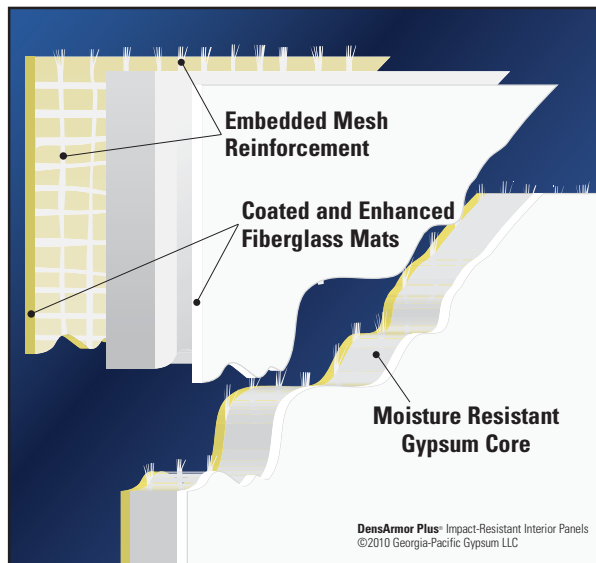 Embedded Mesh
Reinforcement
Coated and Enhanced
Fiberglass Mats
Moisture Resistant
Gypsum Core
DensArmor Plus® Impact-Resistant Interior Panels
©2010 Georgia-Pacific Gypsum LLC